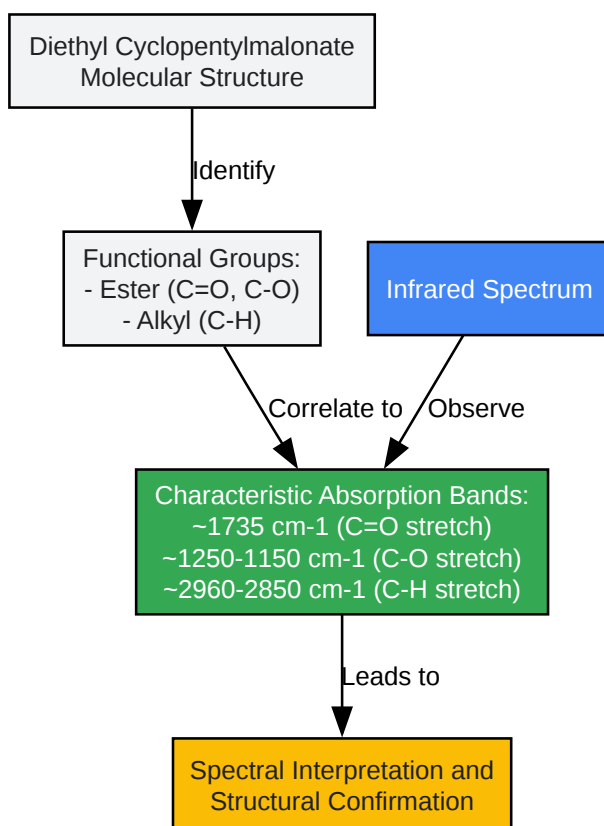 Diethyl Cyclopentylmalonate
Molecular Structure
Identify
Functional Groups:
- Ester (C=O, C-O)
- Alkyl (C-H)
Infrared Spectrum
Correlate to
Observe
Characteristic Absorption Bands:
~1735 cm-1 (C=O stretch)
~1250-1150 cm-1 (C-O stretch)
~2960-2850 cm-1 (C-H stretch)
Leads to
Spectral Interpretation and
Structural Confirmation